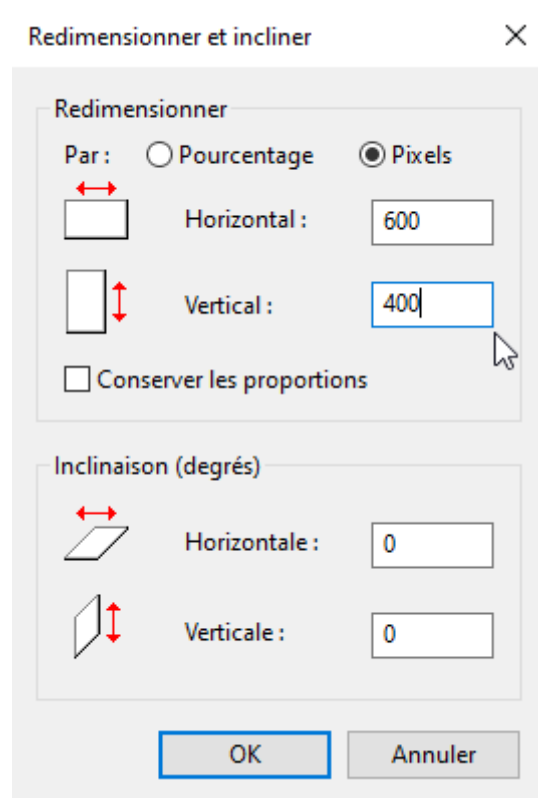 Redimensionner et incliner
Redimensionner
Par : Pourcentage Pixels
Horizontal : 600
Vertical : 400
Conserver les proportions
Inclinaison (degrés)
Horizontale : 0
Verticale : 0
OK Annuler